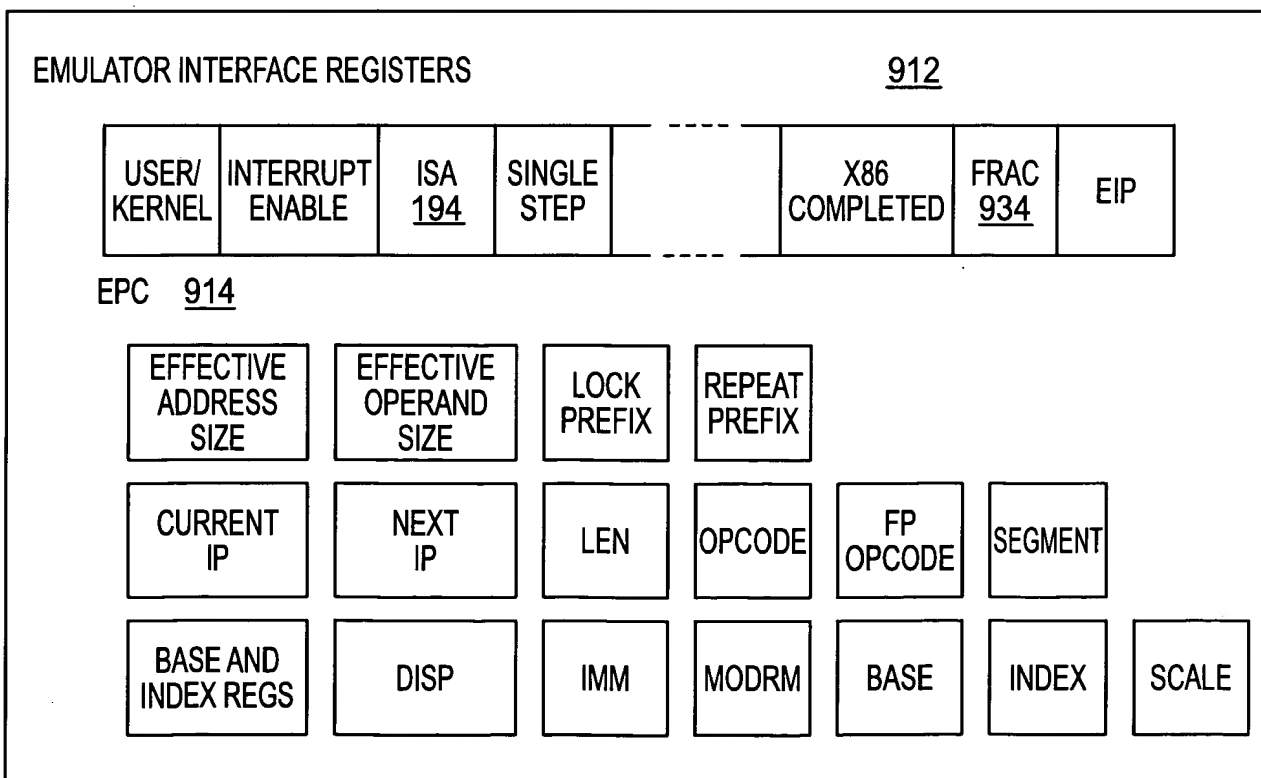 EMULATOR INTERFACE REGISTERS 912
USER/ KERNEL
INTERRUPT ENABLE
ISA 194
SINGLE STEP
X86 COMPLETED
FRAC 934
EIP
EPC 914
EFFECTIVE ADDRESS SIZE
EFFECTIVE OPERAND SIZE
LOCK PREFIX
REPEAT PREFIX
CURRENT IP
NEXT IP
LEN
OPCODE
FP OPCODE
SEGMENT
BASE AND INDEX REGS
DISP
IMM
MODRM
BASE
INDEX
SCALE